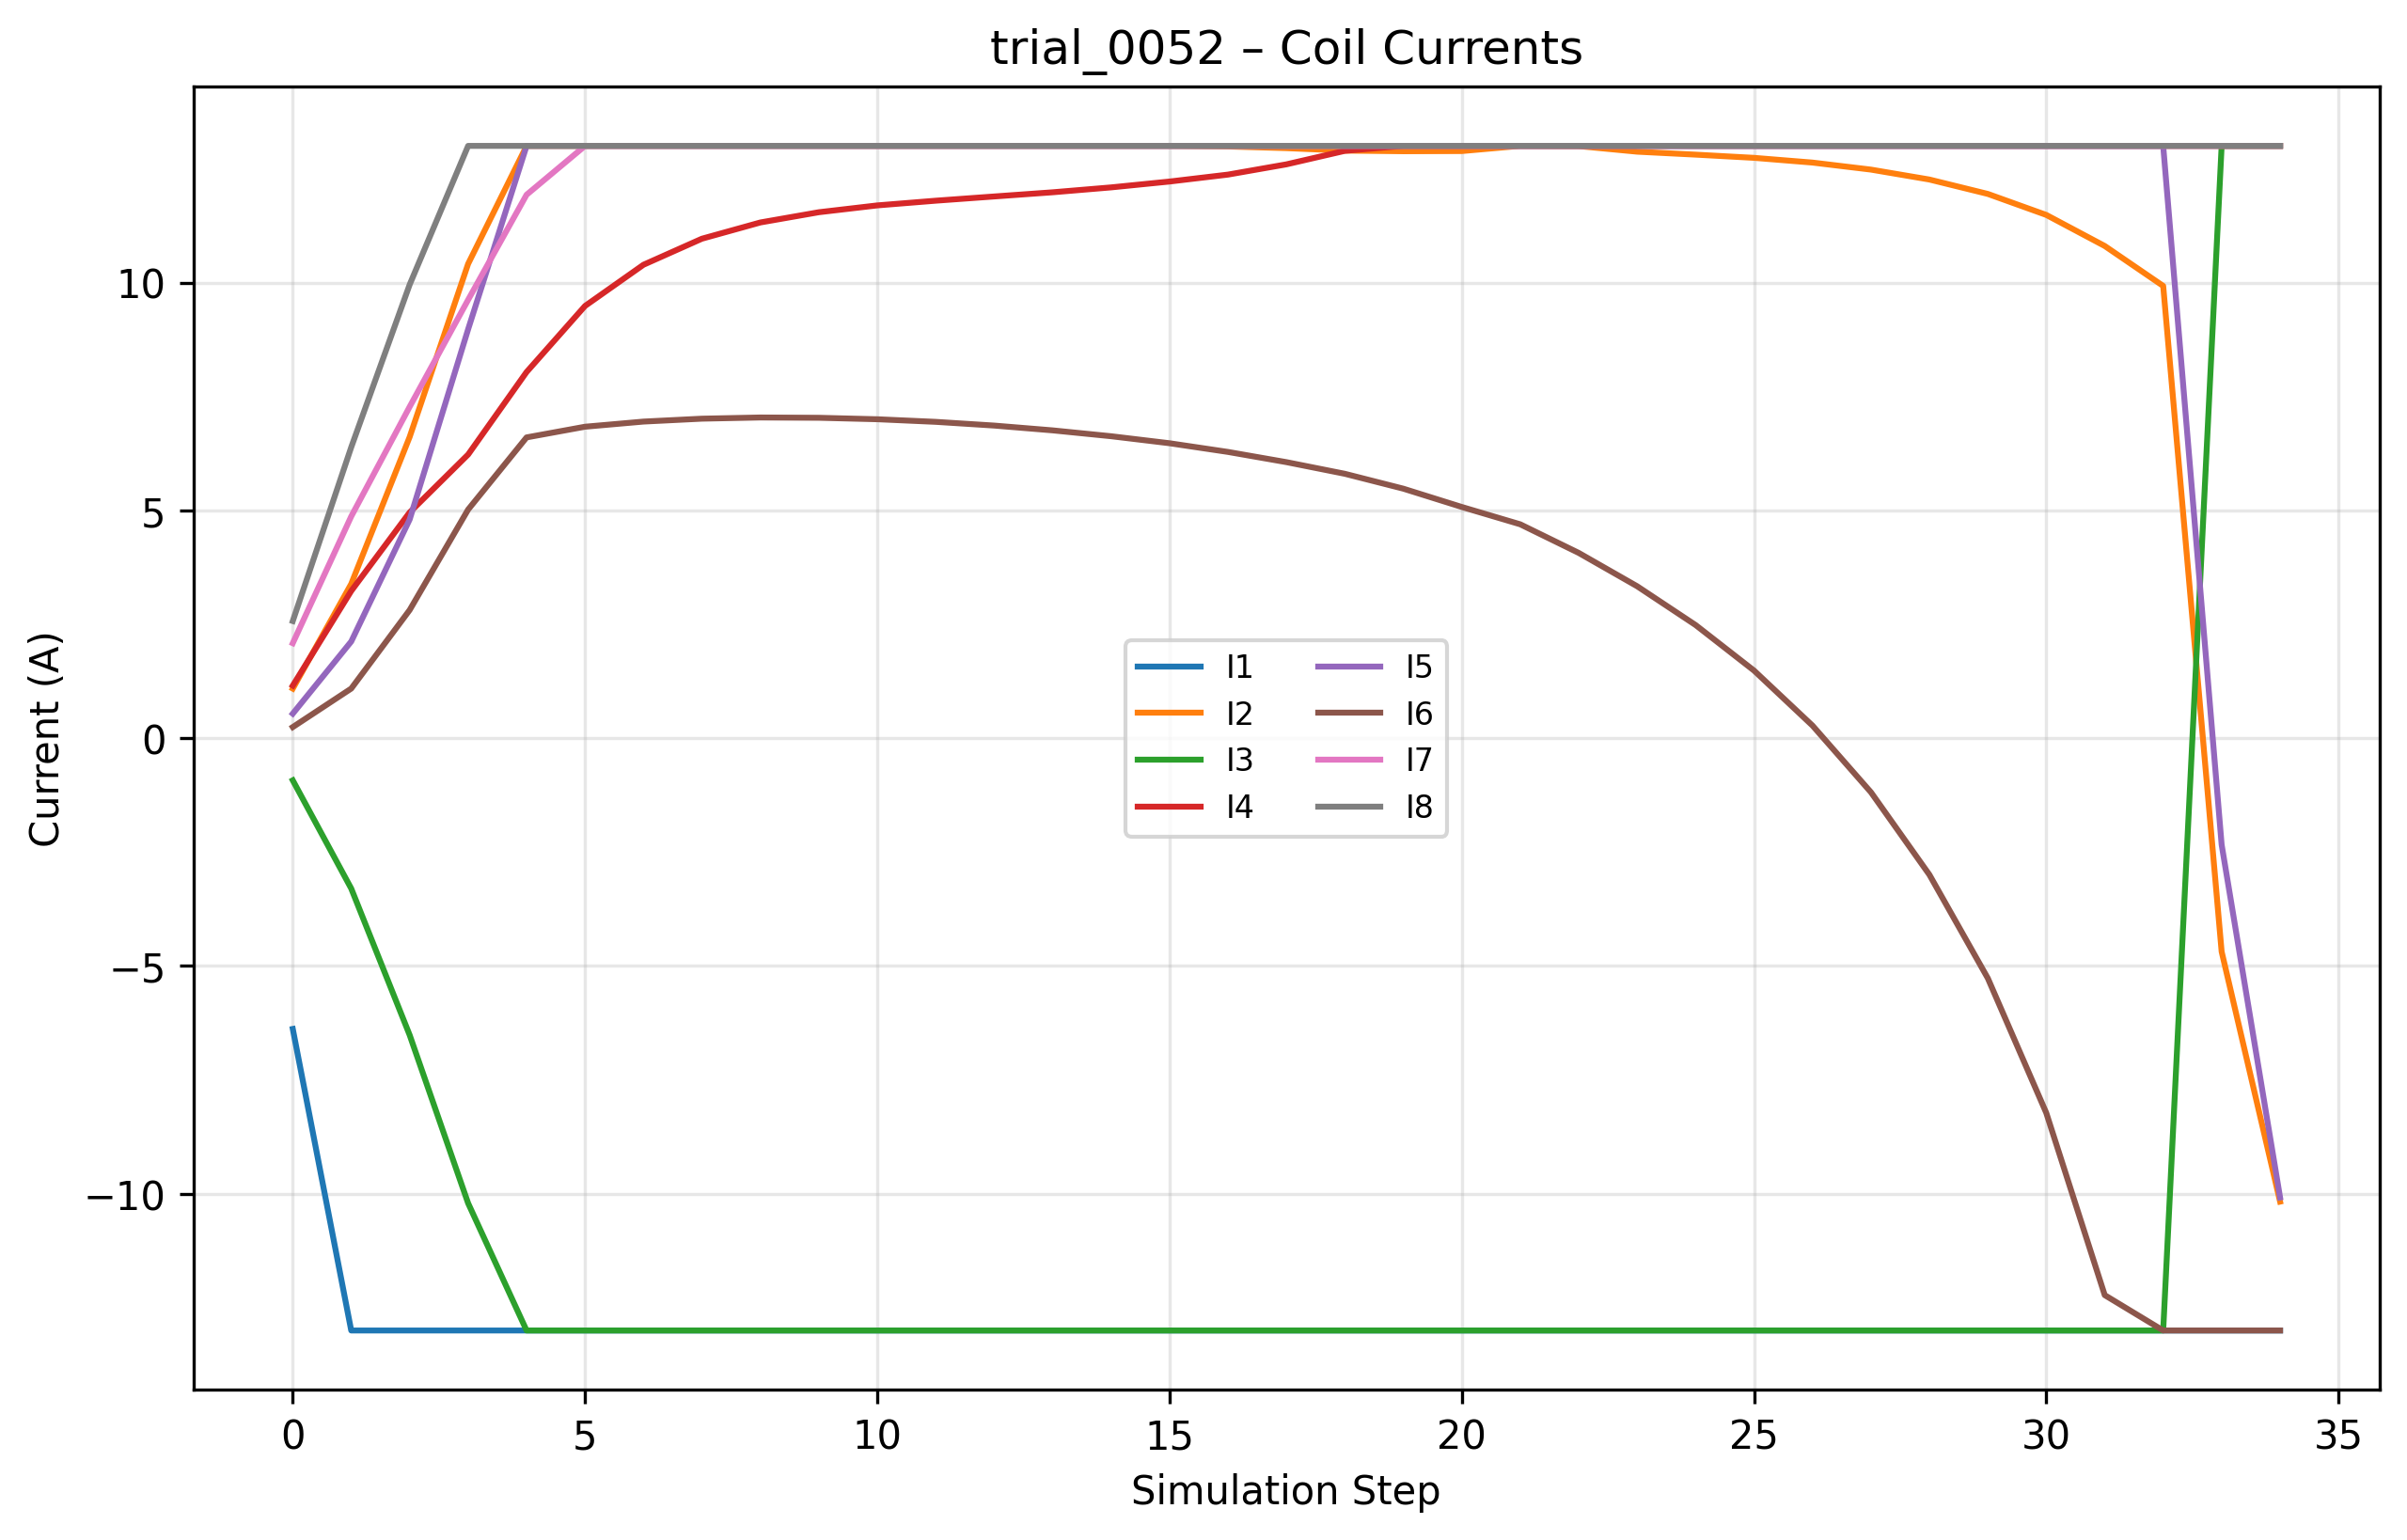 trial_0052 – Coil Currents
Current (A)
10
5
0
−5
−10
I1
I2
I3
I4
I5
I6
I7
I8
0 5 10 15 20 25 30 35
Simulation Step